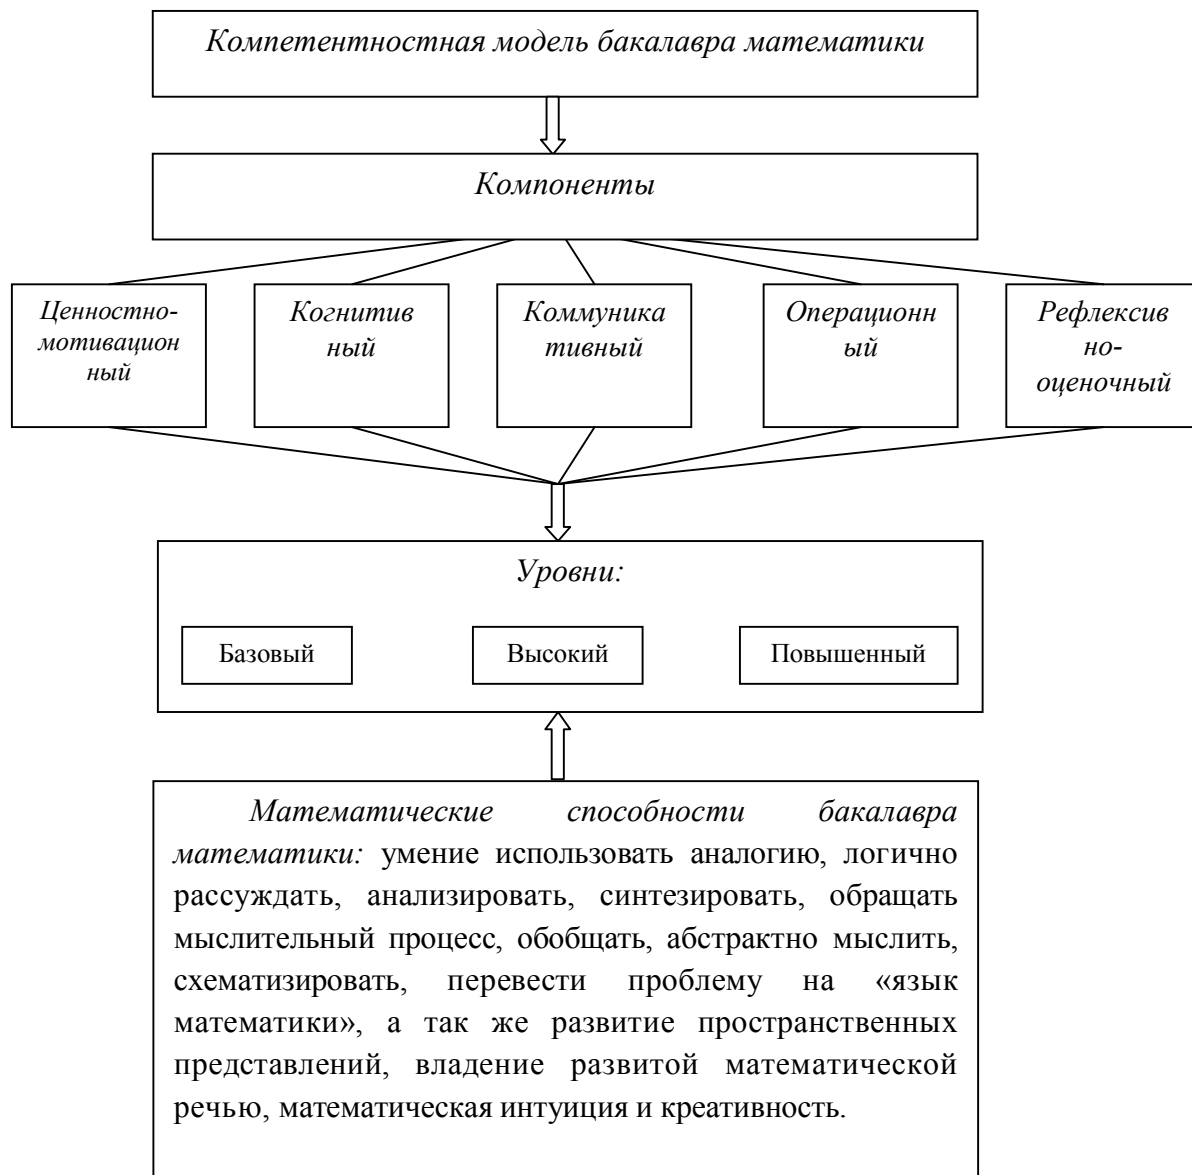 Компетентностная модель бакалавра математики
Компоненты
Ценностно-
мотивацион
ный
Когнитив
ный
Коммуника
тивный
Операционн
ый
Рефлексив
но-
оценочный
Уровни:
Базовый
Высокий
Повышенный
Математические способности бакалавра
математики: умение использовать аналогию, логично
рассуждать, анализировать, синтезировать, обращать
мыслительный процесс, обобщать, абстрактно мыслить,
схематизировать, перевести проблему на «язык
математики», а так же развитие пространственных
представлений, владение развитой математической
речью, математическая интуиция и креативность.